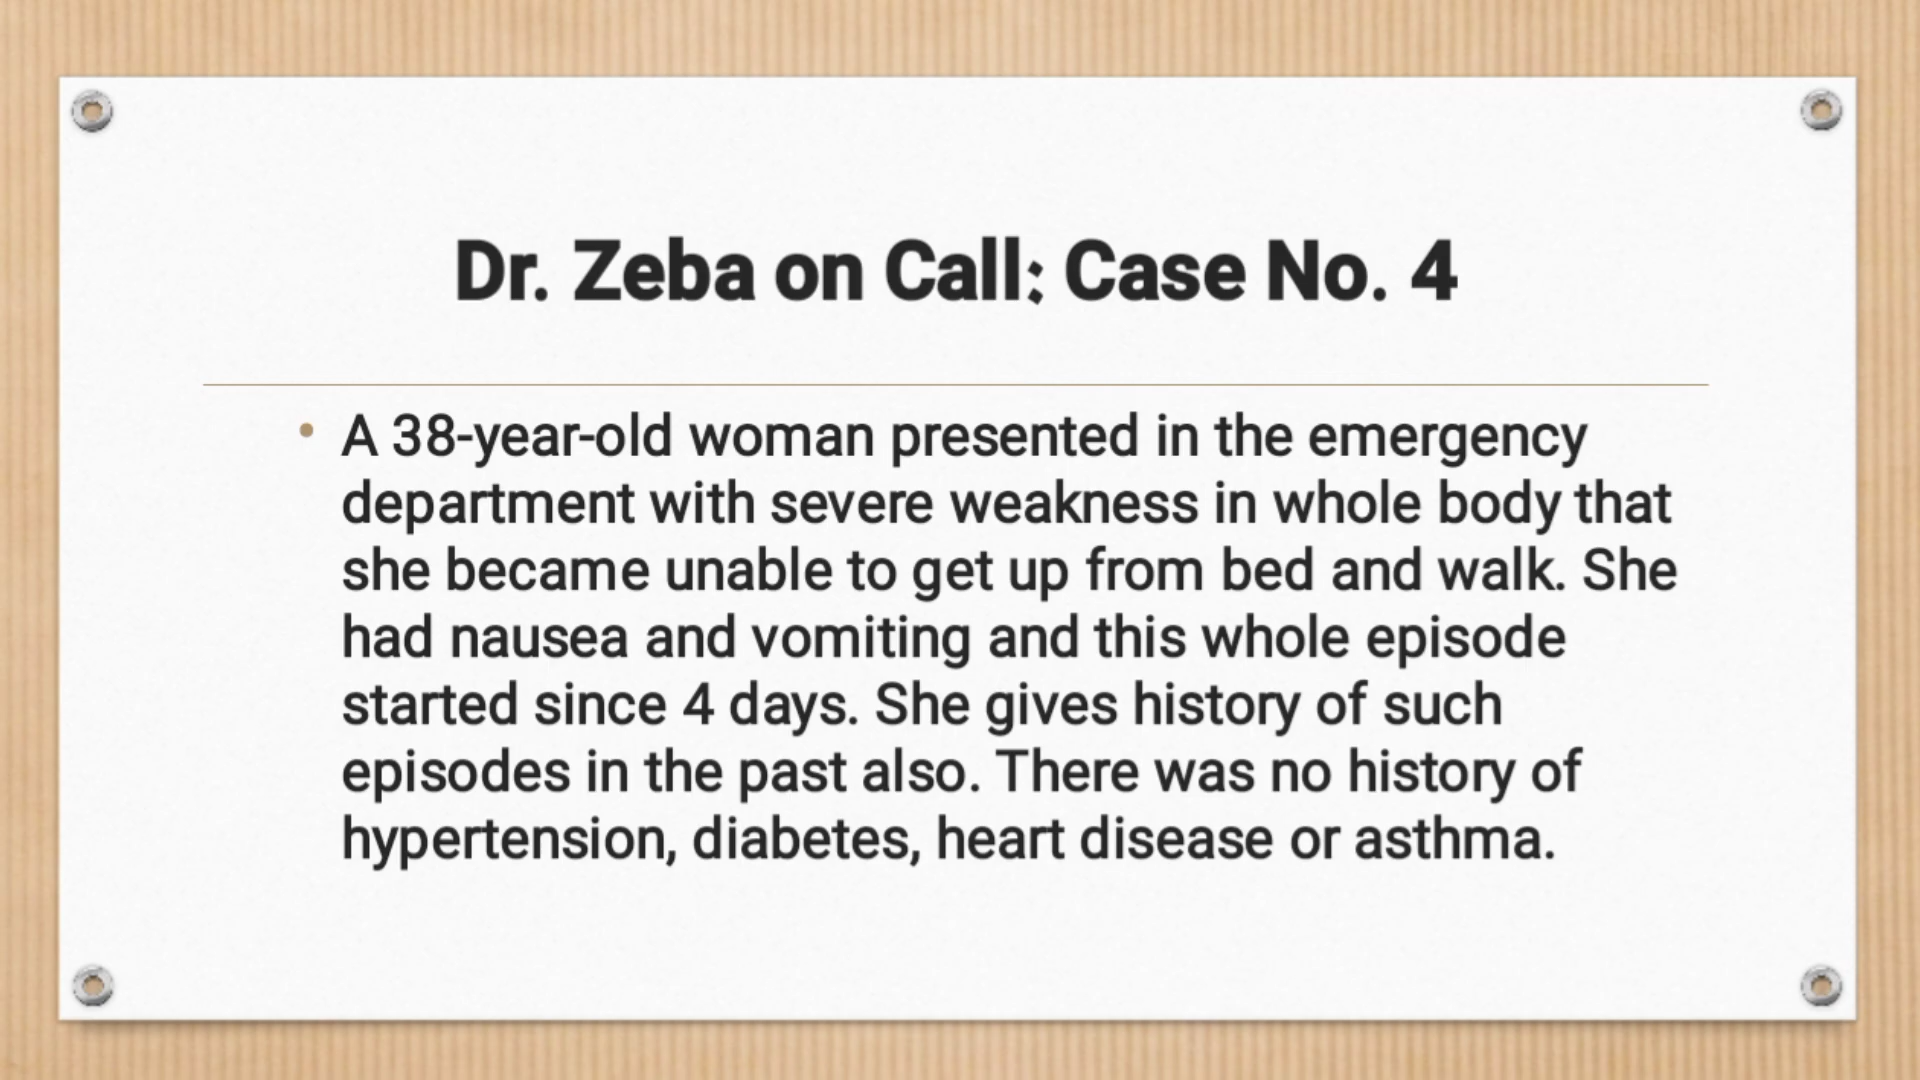 Dr. Zeba on Call: Case No. 4
• A 38-year-old woman presented in the emergency
department with severe weakness in whole body that
she became unable to get up from bed and walk. She
had nausea and vomiting and this whole episode
started since 4 days. She gives history of such
episodes in the past also. There was no history of
hypertension, diabetes, heart disease or asthma.